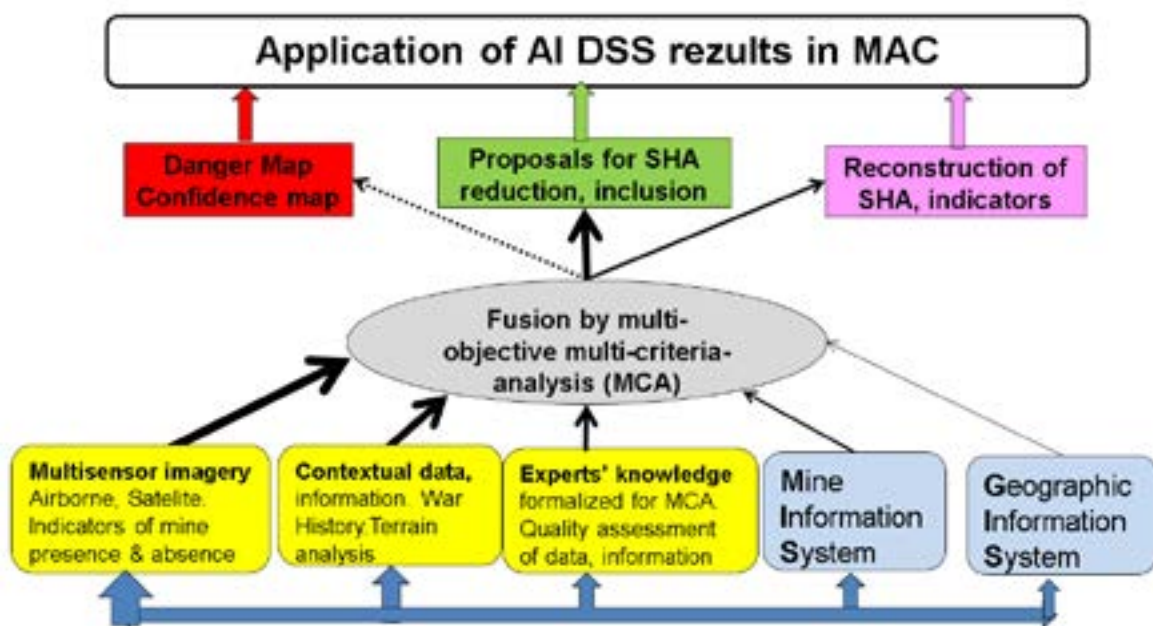 Application of AI DSS rezults in MAC
Danger Map
Confidence map
Proposals for SHA
reduction, inclusion
Reconstruction of
SHA, indicators
Fusion by multi-
objective multi-criteria-
analysis (MCA)
Multisensor imagery
Airborne, Satelite.
Indicators of mine
presence & absence
Contextual data,
information. War
History.Terrain
analysis
Experts' knowledge
formalized for MCA.
Quality assessment
of data, information
Mine
Information
System
Geographic
Information
System